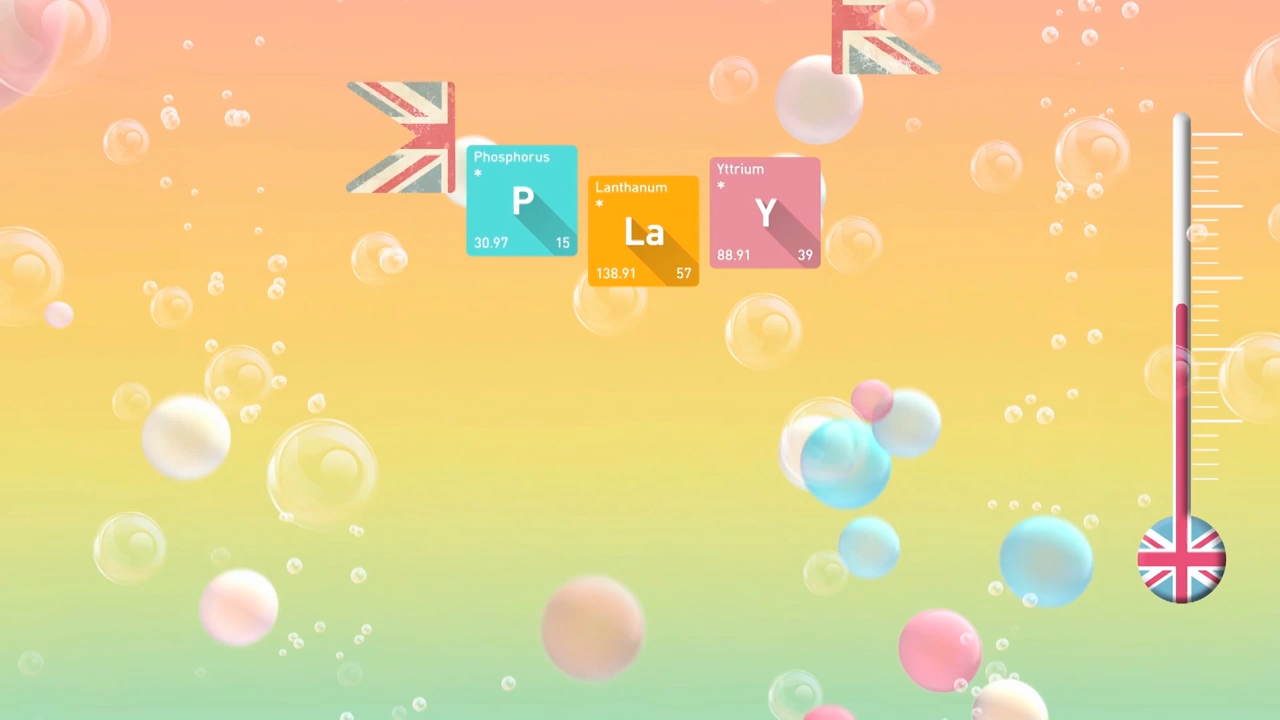 Phosphorus
*
P
30.97 15
Lanthanum
*
La
138.91 57
Yttrium
*
Y
88.91 39